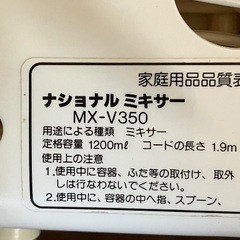 家庭用品品質表
ナショナル ミキサー
MX-V350
用途による種類 ミキサー
定格容量 1200mℓ コードの長さ 1.9m
使用上の注意
1.使用中に容器、ふた等の取付け、取外
しは行なわないでください。
2.使用中に、容器の中へ指、スプーン、